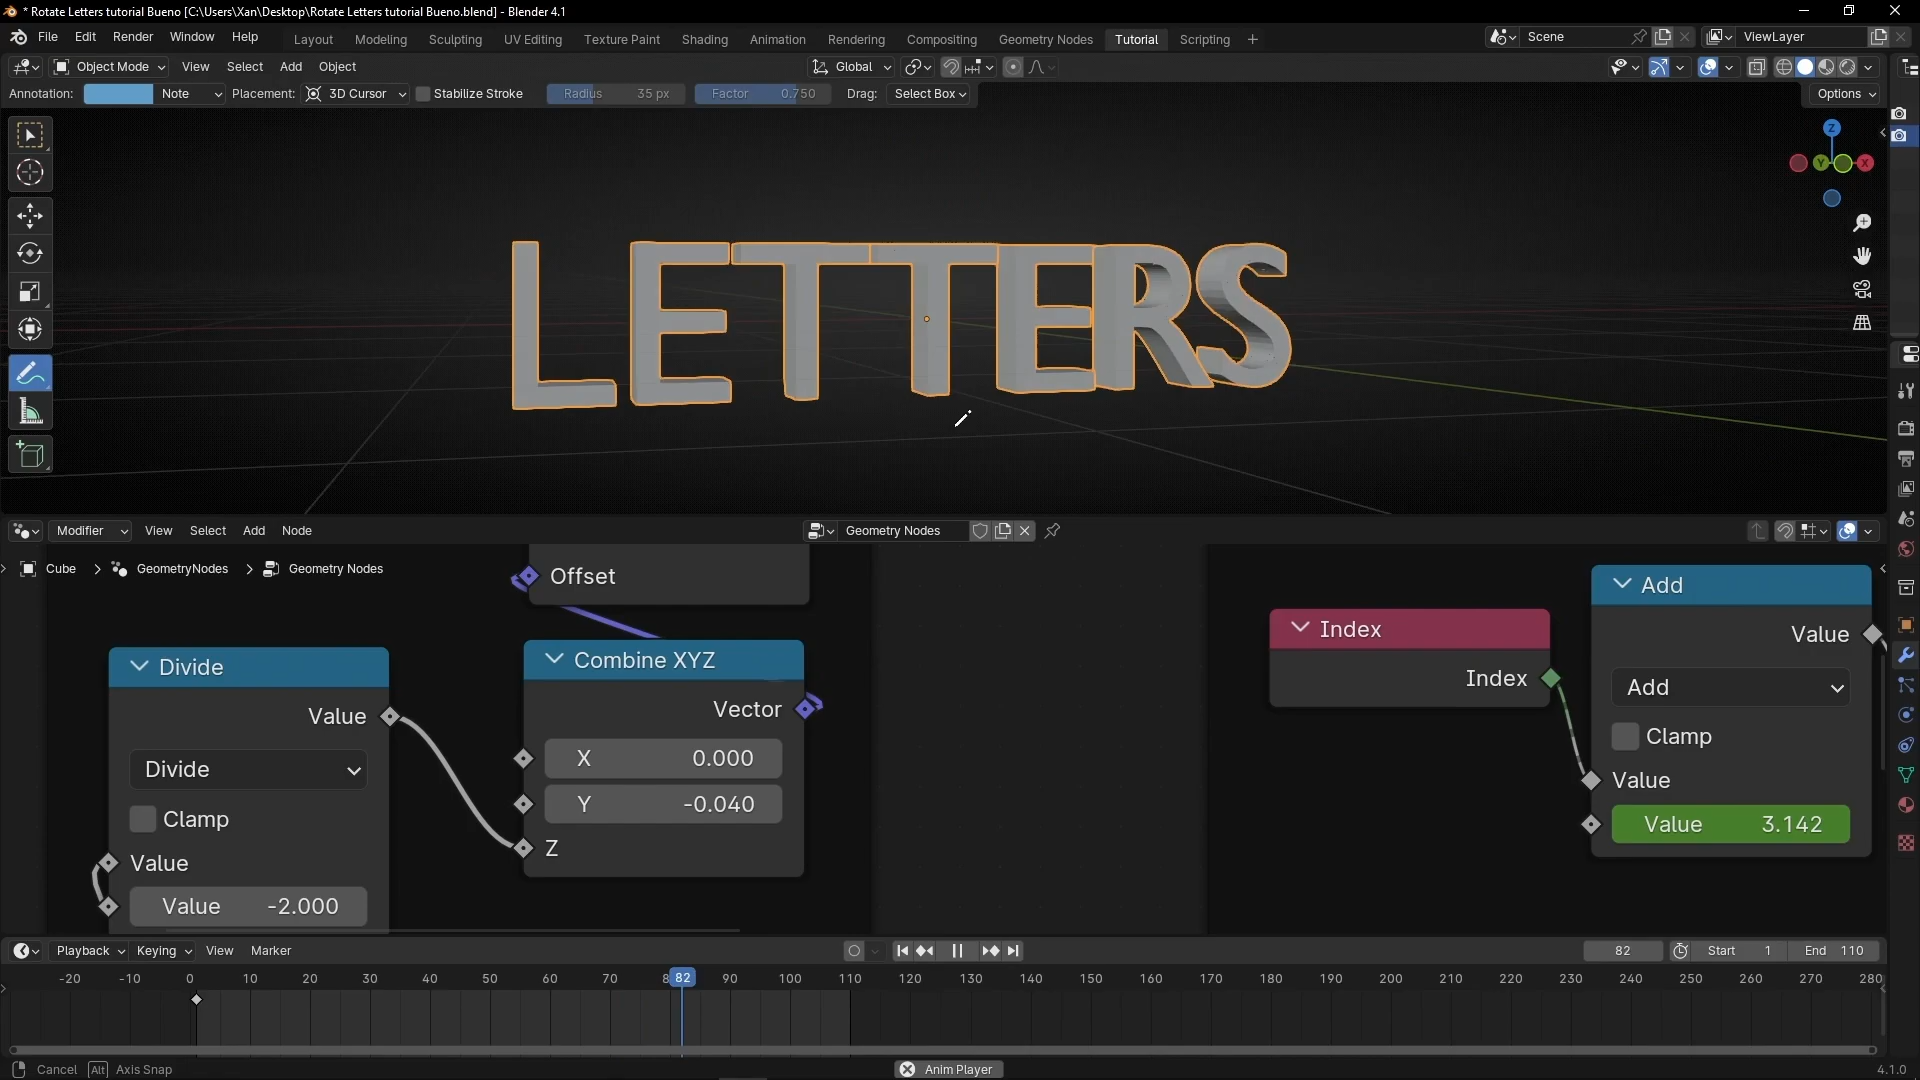 * Rotate Letters tutorial Bueno [C:\Users\Xan\Desktop\Rotate Letters tutorial Bueno.blend] - Blender 4.1
File Edit Render Window Help Layout Modeling Sculpting UV Editing Texture Paint Shading Animation Rendering Compositing Geometry Nodes Tutorial Scripting + Scene ViewLayer
Object Mode View Select Add Object Global
Annotation: Note Placement: 3D Cursor Stabilize Stroke Radius 35 px Factor 0.750 Drag: Select Box Options
Z
Y X
LETTERS
Modifier View Select Add Node Geometry Nodes
Cube > GeometryNodes > Geometry Nodes
Offset
Divide
Value
Divide
Clamp
Value
Value -2.000
Combine XYZ
Vector
X 0.000
Y -0.040
Z
Index
Index
Add
Value
Add
Clamp
Value
Value 3.142
Playback Keying View Marker 82 Start 1 End 110
-20 -10 0 10 20 30 40 50 60 70 8 82 90 100 110 120 130 140 150 160 170 180 190 200 210 220 230 240 250 260 270 280
Cancel Alt Axis Snap Anim Player 4.1.0